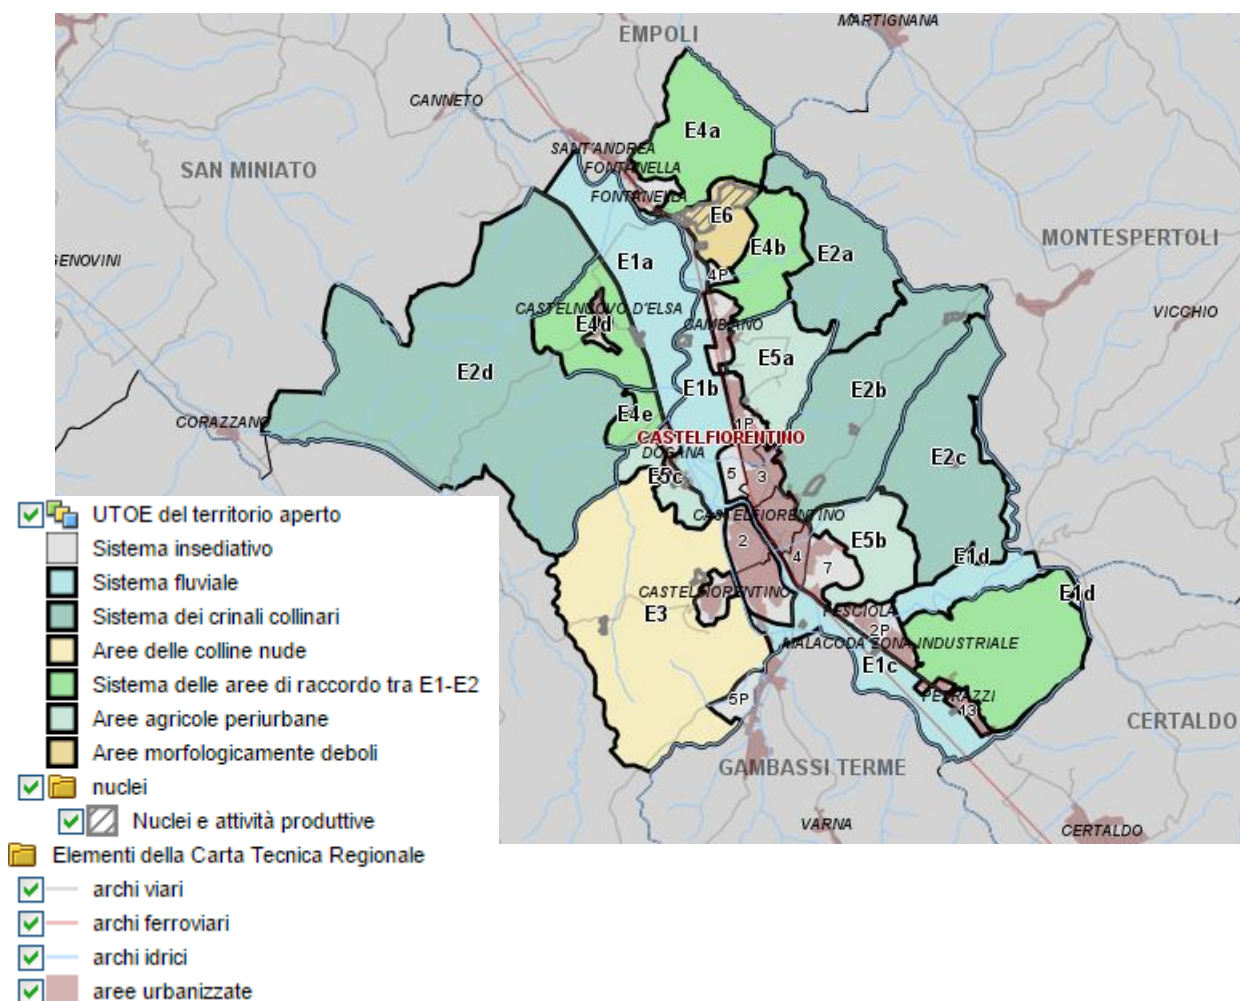 MARTIGNANA
EMPOLI
CANNETO
E4a
SANT'ANDREA
FONTANELLA
SAN MINIATO
FONTANELLA
E6
MONTESPERTOLI
E4b
E2a
GENOVINI
E1a
4P
CASTELNUOVO D'ELSA
VICCHIO
E4d
CAMBIANO
E5a
E2d
E1b
E2b
E4e
CORAZZANO
1P
CASTELFIORENTINO
DOGANA
E2c
E5c
5
3
CASTELFIORENTINO
2
E5b
4
E1d
7
CASTELFIORENTINO
E1d
E3
PESCIOLA
2P
MALACODA ZONA INDUSTRIALE
E1c
5P
PETRAZZI
13
CERTALDO
GAMBASSI TERME
VARNA
CERTALDO
UTOE del territorio aperto
Sistema insediativo
Sistema fluviale
Sistema dei crinali collinari
Aree delle colline nude
Sistema delle aree di raccordo tra E1-E2
Aree agricole periurbane
Aree morfologicamente deboli
nuclei
Nuclei e attività produttive
Elementi della Carta Tecnica Regionale
archi viari
archi ferroviari
archi idrici
aree urbanizzate